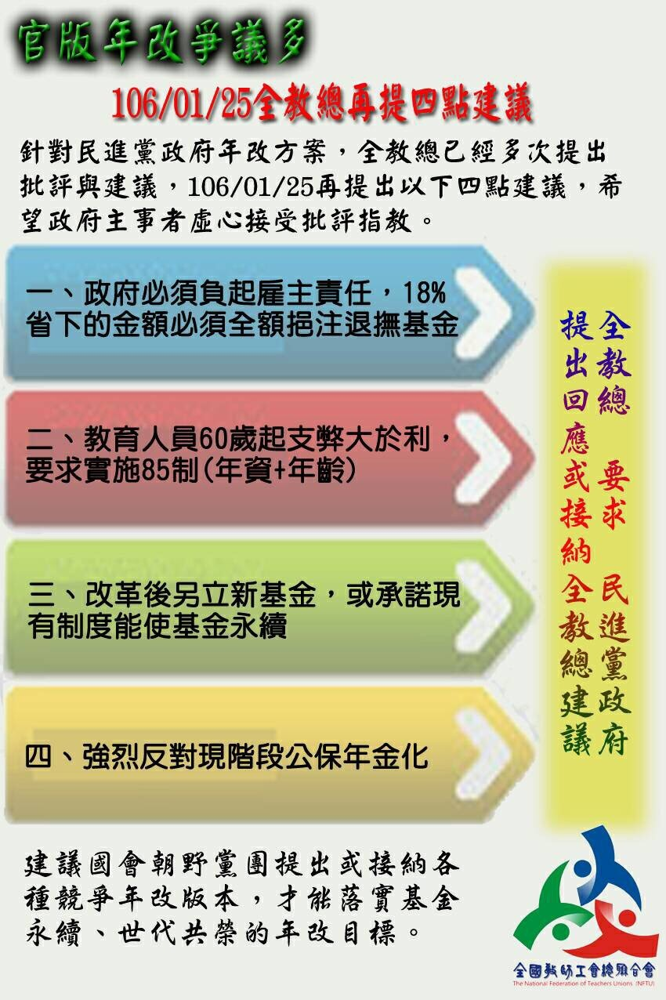 官版年改爭議多
106/01/25全教總再提四點建議
針對民進黨政府年改方案，全教總已經多次提出
批評與建議，106/01/25再提出以下四點建議，希
望政府主事者虛心接受批評指教。
一、政府必須負起雇主責任，18%
省下的金額必須全額挹注退撫基金
二、教育人員60歲起支弊大於利，
要求實施85制(年資+年齡)
三、改革後另立新基金，或承諾現
有制度能使基金永續
四、強烈反對現階段公保年金化
全教總 要求 民進黨政府
提出回應或接納全教總建議
建議國會朝野黨團提出或接納各
種競爭年改版本，才能落實基金
永續、世代共榮的年改目標。
全國教師工會總聯合會
The National Federation of Teachers Unions (NFTU)